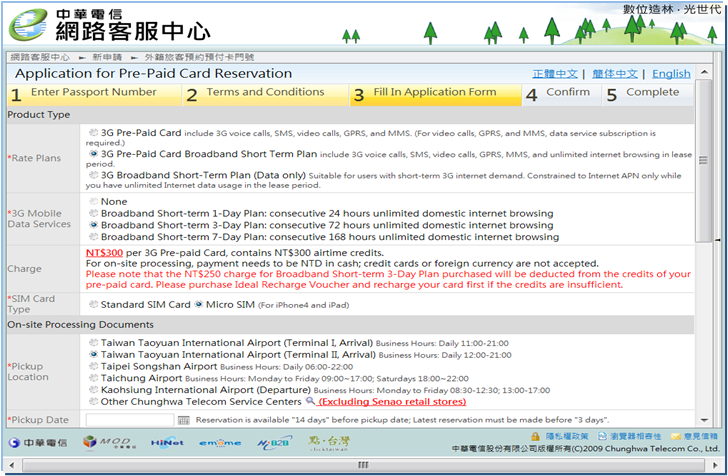 中華電信
網路客服中心
數位造林‧光世代
網路客服中心 ► 新申請 ► 外籍旅客預約預付卡門號
Application for Pre-Paid Card Reservation
正體中文 | 簡体中文 | English
1 Enter Passport Number 2 Terms and Conditions 3 Fill In Application Form 4 Confirm 5 Complete
Product Type
*Rate Plans
3G Pre-Paid Card include 3G voice calls, SMS, video calls, GPRS, and MMS. (For video calls, GPRS, and MMS, data service subscription is
required.)
3G Pre-Paid Card Broadband Short Term Plan include 3G voice calls, SMS, video calls, GPRS, MMS, and unlimited internet browsing in lease
period.
3G Broadband Short-Term Plan (Data only) Suitable for users with short-term 3G internet demand. Constrained to Internet APN only while
you have unlimited Internet data usage in the lease period.
*3G Mobile
Data Services
None
Broadband Short-term 1-Day Plan: consecutive 24 hours unlimited domestic internet browsing
Broadband Short-term 3-Day Plan: consecutive 72 hours unlimited domestic internet browsing
Broadband Short-term 7-Day Plan: consecutive 168 hours unlimited domestic internet browsing
Charge
NT$300 per 3G Pre-paid Card, contains NT$300 airtime credits.
For on-site processing, payment needs to be NTD in cash; credit cards or foreign currency are not accepted.
Please note that the NT$250 charge for Broadband Short-term 3-Day Plan purchased will be deducted from the credits of your
pre-paid card. Please purchase Ideal Recharge Voucher and recharge your card first if the credits are insufficient.
*SIM Card
Type
Standard SIM Card Micro SIM (For iPhone4 and iPad)
On-site Processing Documents
*Pickup
Location
Taiwan Taoyuan International Airport (Terminal I, Arrival) Business Hours: Daily 11:00-21:00
Taiwan Taoyuan International Airport (Terminal II, Arrival) Business Hours: Daily 12:00-21:00
Taipei Songshan Airport Business Hours: Daily 06:00-22:00
Taichung Airport Business Hours: Monday to Friday 09:00~17:00; Saturdays 18:00~22:00
Kaohsiung International Airport (Departure) Business Hours: Monday to Friday 08:30-12:30; 13:00-17:00
Other Chunghwa Telecom Service Centers (Excluding Senao retail stores)
*Pickup Date
Reservation is available "14 days" before pickup date; Latest reservation must be made before "3 days".
中華電信 MOD HiNet emome MyB2B 點‧台灣
隱私權政策 瀏覽器相容性 意見信箱
中華電信股份有限公司版權所有(C)2009 Chunghwa Telecom Co., Ltd.